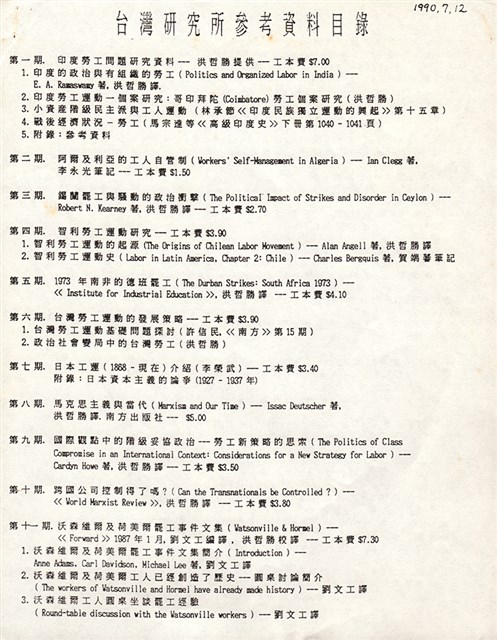 1990,7,12
台灣研究所參考資料目錄
第一期. 印度勞工問題研究資料 —— 洪哲勝提供 —— 工本費 $7.00
1. 印度的政治與有組織的勞工 ( Politics and Organized Labor in India ) ——
E. A. Ramaswamy 著, 洪哲勝譯.
2. 印度勞工運動一個案研究：哥印拜陀 (Coimbatore) 勞工個案研究 ( 洪哲勝 )
3. 小資產階級民主派與工人運動 ( 林承節 << 印度民族獨立運動的興起 >> 第十五章 )
4. 戰後經濟狀況 - 勞工 ( 馬宗進等 << 高級印度史 >> 下冊第 1040 - 1041 頁 )
5. 附錄：參考資料
第二期. 阿爾及利亞的工人自管制 ( Workers' Self-Management in Algeria ) —— Ian Clegg 著,
李永光筆記 —— 工本費 $1.50
第三期. 錫蘭罷工與騷動的政治衝擊 ( The Political Impact of Strikes and Disorder in Ceylon ) ——
Robert N. Kearney 著, 洪哲勝譯 —— 工本費 $2.70
第四期. 智利勞工運動研究 —— 工本費 $3.90
1. 智利勞工運動的起源 (The Origins of Chilean Labor Movement ) —— Alan Angell 著, 洪哲勝譯
2. 智利勞工運動史 ( Labor in Latin America, Chapter 2: Chile ) —— Charles Bergquis 著, 賀端蕃筆記
第五期. 1973 年南非的德班罷工 ( The Durban Strikes: South Africa 1973 ) ——
<< Institute for Industrial Education >>, 洪哲勝譯 —— 工本費 $4.10
第六期. 台灣勞工運動的發展策略 —— 工本費 $3.90
1. 台灣勞工運動基礎問題探討 ( 許信民, << 南方 >> 第 15 期 )
2. 政治社會變局中的台灣勞工 ( 洪哲勝 )
第七期. 日本工運 ( 1868 - 現在 ) 介紹 ( 李榮武 ) —— 工本費 $3.40
附錄：日本資本主義的論爭 (1927 - 1937 年)
第八期. 馬克思主義與當代 ( Marxism and Our Time ) —— Issac Deutscher 著,
洪哲勝譯. 南方出版社 —— $5.00
第九期. 國際觀點中的階級妥協政治 —— 勞工新策略的思索 ( The Politics of Class
Compromise in an International Context: Considerations for a New Strategy for Labor ) ——
Cardyn Howe 著, 洪哲勝譯 —— 工本費 $3.50
第十期. 跨國公司控制得了嗎？ ( Can the Transnationals be Controlled ? ) ——
<< World Marxist Review >>, 洪哲勝譯 —— 工本費 $3.80
第十一期. 沃森維爾及荷美爾罷工事件文集 ( Watsonville & Hormel ) ——
<< Forward >> 1987 年 1 月, 劉文工編譯, 洪哲勝校譯 —— 工本費 $7.30
1. 沃森維爾及荷美爾罷工事件文集簡介 ( Introduction ) ——
Anne Adams, Carl Davidson, Michael Lee 著, 劉文工譯
2. 沃森維爾及荷美爾工人已經創造了歷史 —— 圓桌討論簡介
( The workers of Watsonville and Hormel have already made history ) —— 劉文工譯
3. 沃森維爾工人圓桌坐談罷工經驗
( Round-table discussion with the Watsonville workers ) —— 劉文工譯